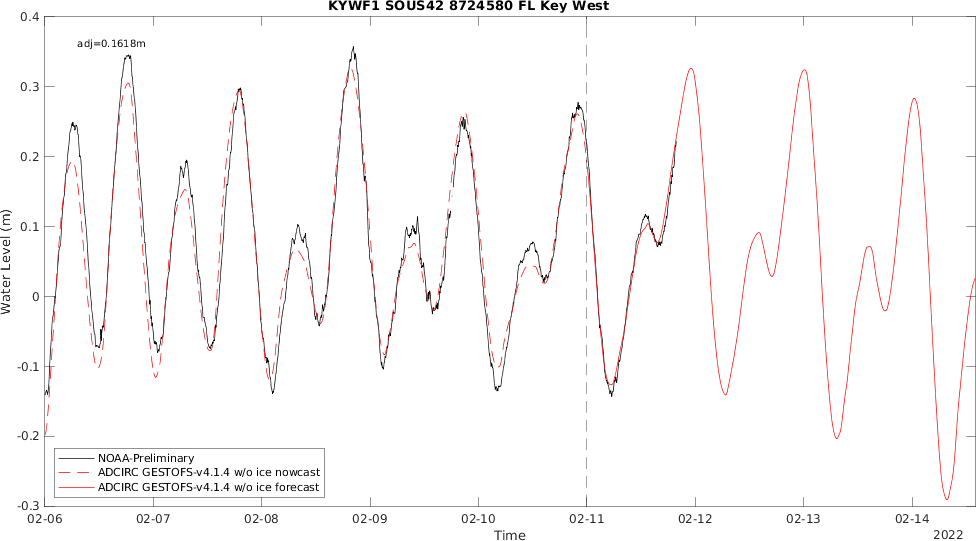 KYWF1 SOUS42 8724580 FL Key West
adj=0.1618m
0.4
0.3
0.2
0.1
0
-0.1
-0.2
-0.3
Water Level (m)
NOAA-Preliminary
ADCIRC GESTOFS-v4.1.4 w/o ice nowcast
ADCIRC GESTOFS-v4.1.4 w/o ice forecast
02-06 02-07 02-08 02-09 02-10 02-11 02-12 02-13 02-14
Time
2022